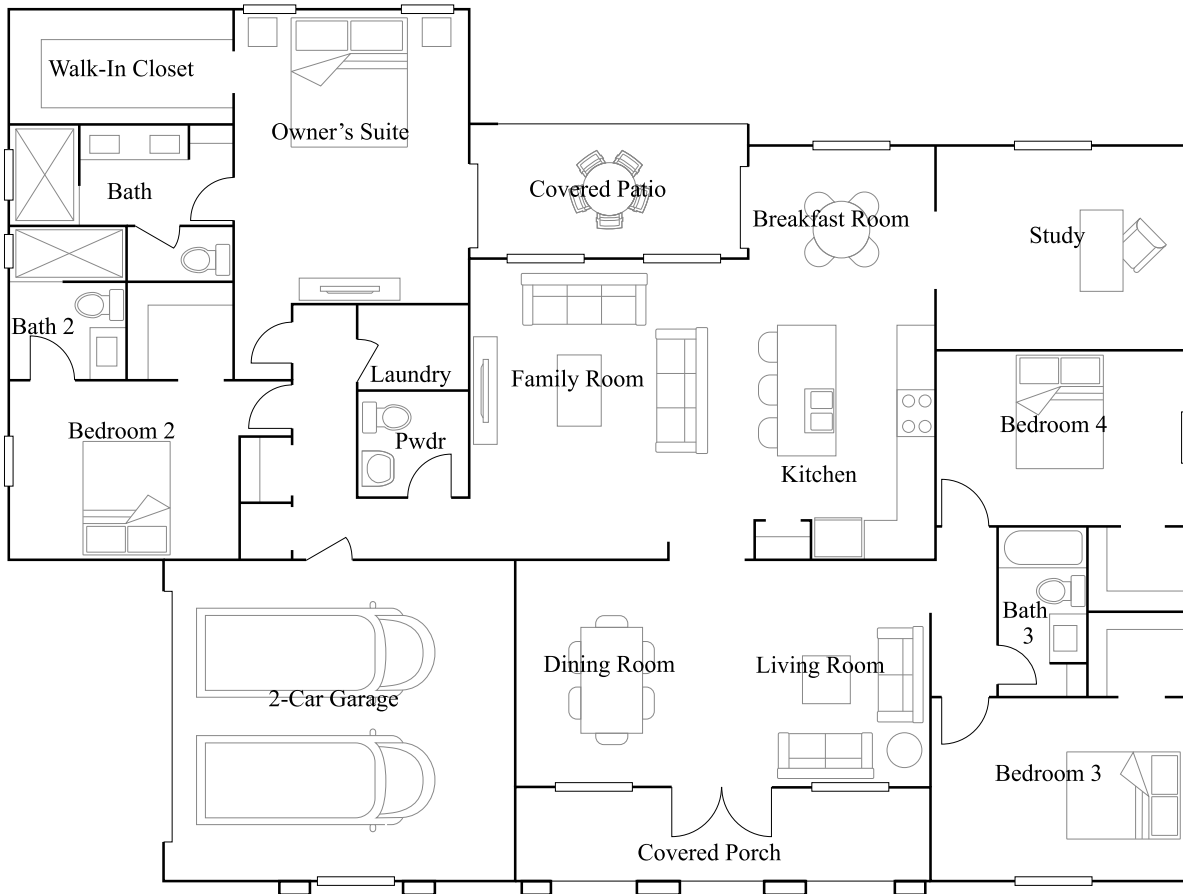 Walk-In Closet
Owner's Suite
Bath
Covered Patio
Breakfast Room
Study
Bath 2
Laundry
Family Room
Bedroom 2
Pwdr
Kitchen
Bedroom 4
Bath
3
Dining Room
Living Room
2-Car Garage
Bedroom 3
Covered Porch